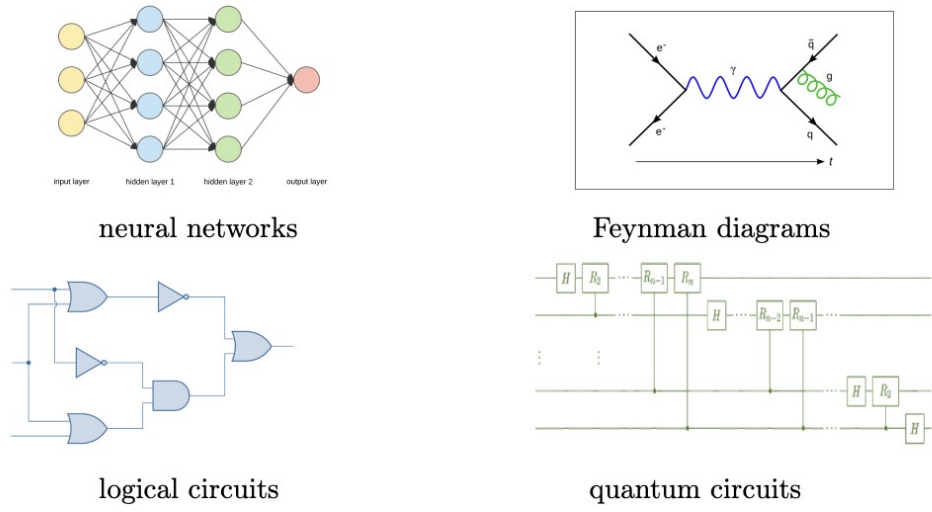 input layer
hidden layer 1
hidden layer 2
output layer
neural networks
e⁻
e⁺
γ
q̄
g
q
t
Feynman diagrams
logical circuits
H R₂ ··· Rₙ₋₁ Rₙ
··· H ··· Rₙ₋₂ Rₙ₋₁ ···
⋮ ⋮
··· H R₂
··· H
quantum circuits